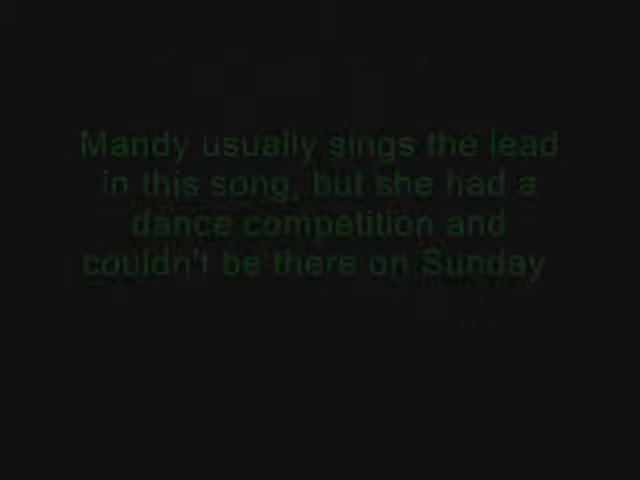 Mandy usually sings the lead
in this song, but she had a
dance competition and
couldn't be there on Sunday